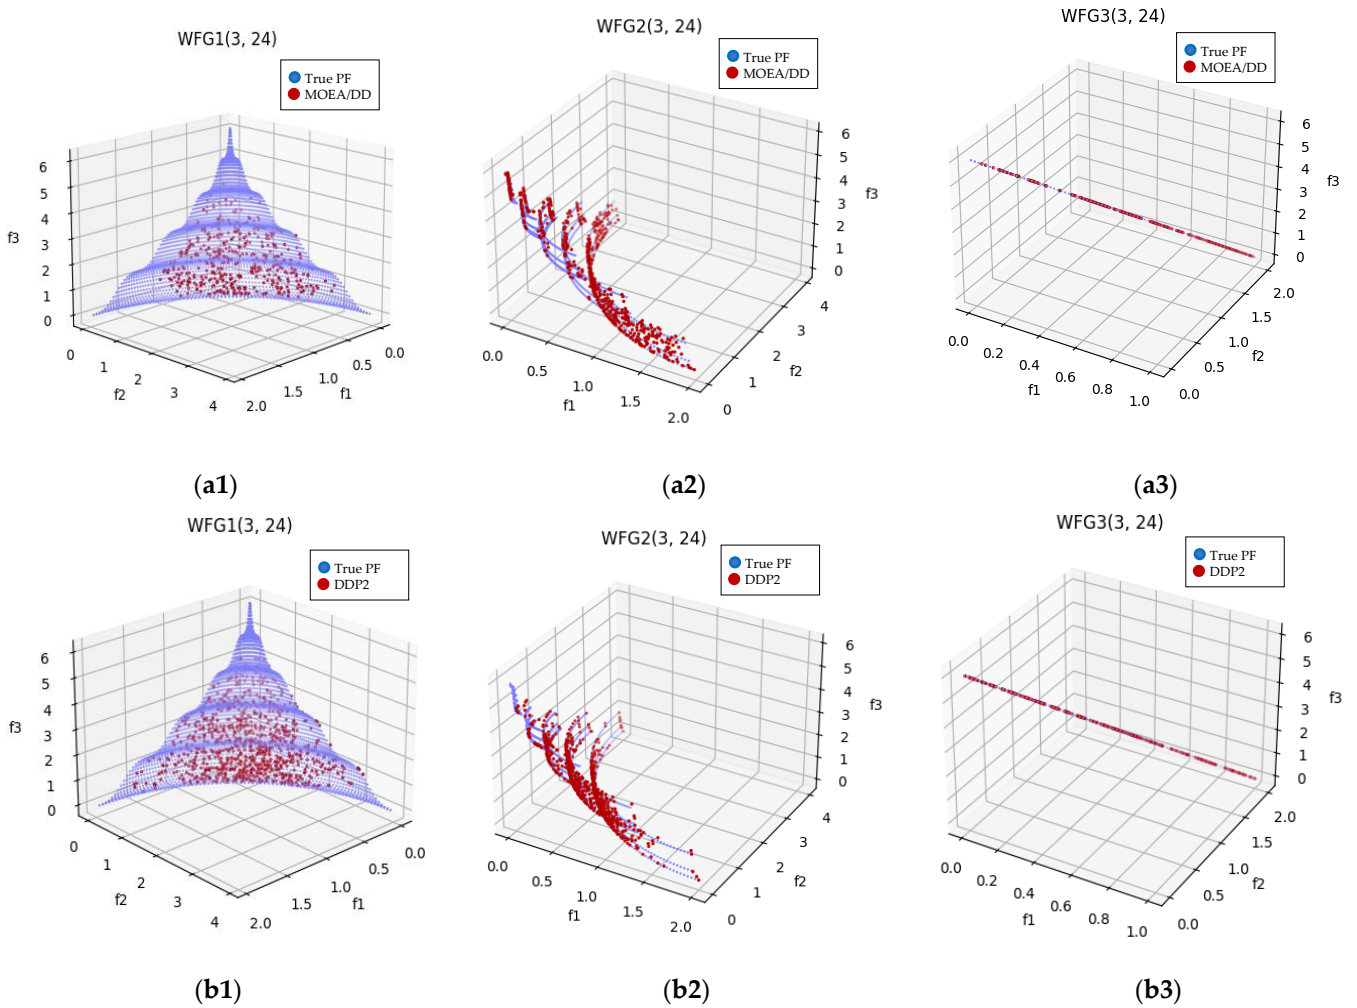 WFG1(3, 24)
True PF
MOEA/DD
6
5
4
3
2
1
0
f3
0
1
2
3
4
f2
2.0
1.5
1.0
0.5
0.0
f1
(a1)
WFG2(3, 24)
True PF
MOEA/DD
6
5
4
3
2
1
0
f3
0.0
0.5
1.0
1.5
2.0
f1
0
1
2
3
4
f2
(a2)
WFG3(3, 24)
True PF
MOEA/DD
6
5
4
3
2
1
0
f3
0.0
0.2
0.4
0.6
0.8
1.0
f1
0.0
0.5
1.0
1.5
2.0
f2
(a3)
WFG1(3, 24)
True PF
DDP2
6
5
4
3
2
1
0
f3
0
1
2
3
4
f2
2.0
1.5
1.0
0.5
0.0
f1
(b1)
WFG2(3, 24)
True PF
DDP2
6
5
4
3
2
1
0
f3
0.0
0.5
1.0
1.5
2.0
f1
0
1
2
3
4
f2
(b2)
WFG3(3, 24)
True PF
DDP2
6
5
4
3
2
1
0
f3
0.0
0.2
0.4
0.6
0.8
1.0
f1
0.0
0.5
1.0
1.5
2.0
f2
(b3)